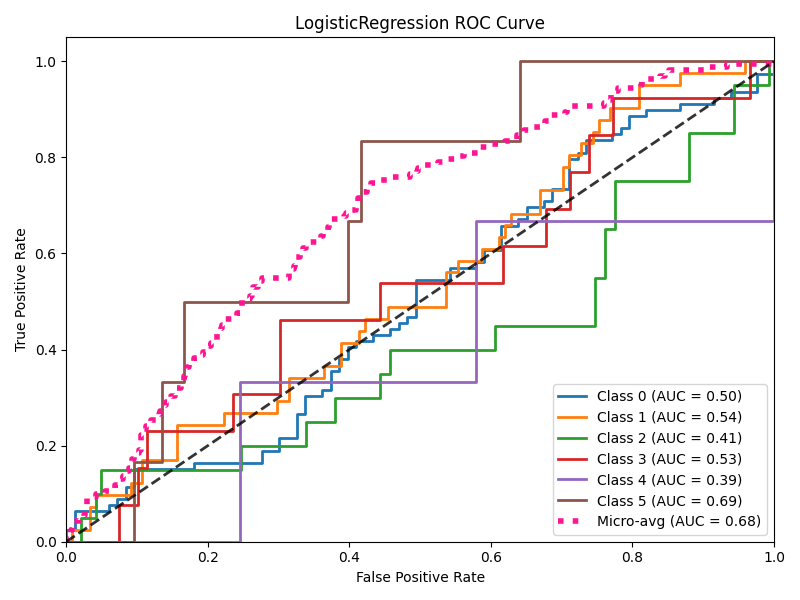 LogisticRegression ROC Curve
True Positive Rate
1.0
0.8
0.6
0.4
0.2
0.0
0.0 0.2 0.4 0.6 0.8 1.0
False Positive Rate
Class 0 (AUC = 0.50)
Class 1 (AUC = 0.54)
Class 2 (AUC = 0.41)
Class 3 (AUC = 0.53)
Class 4 (AUC = 0.39)
Class 5 (AUC = 0.69)
Micro-avg (AUC = 0.68)